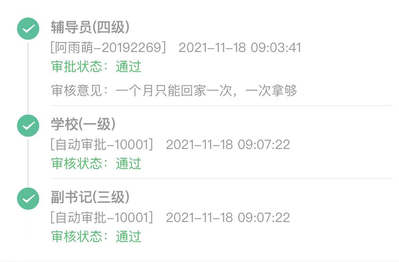 辅导员(四级)
[阿雨萌-20192269] 2021-11-18 09:03:41
审批状态：通过
审核意见：一个月只能回家一次，一次拿够
学校(一级)
[自动审批-10001] 2021-11-18 09:07:22
审核状态：通过
副书记(三级)
[自动审批-10001] 2021-11-18 09:07:22
审核状态：通过